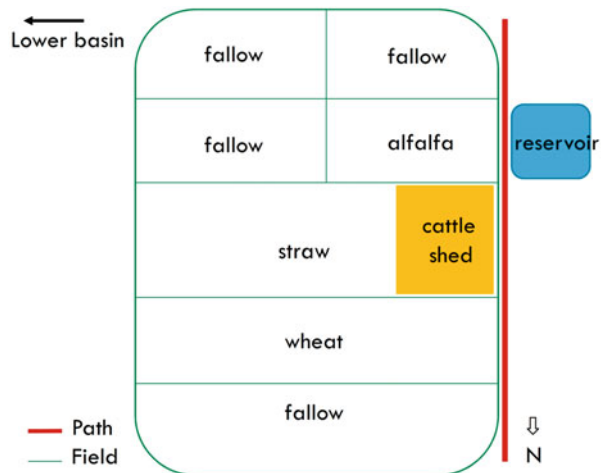 Lower basin
fallow
fallow
fallow
alfalfa
reservoir
straw
cattle
shed
wheat
fallow
Path
Field
⇩
N